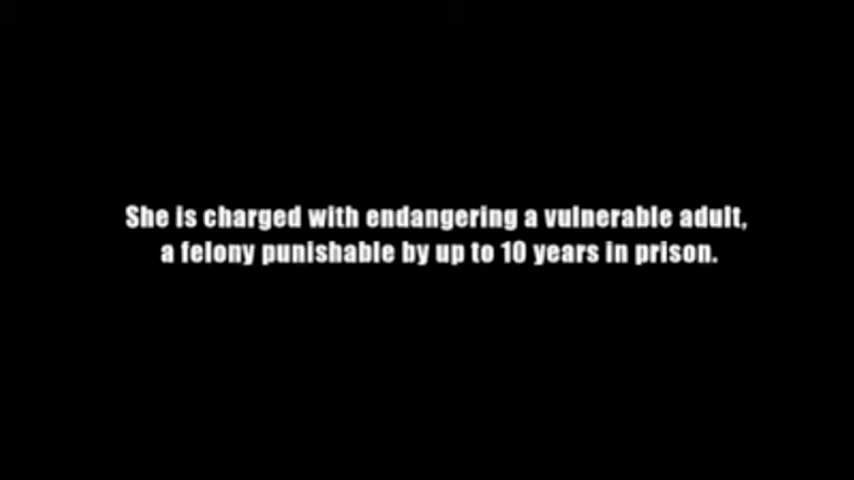 She is charged with endangering a vulnerable adult,
a felony punishable by up to 10 years in prison.